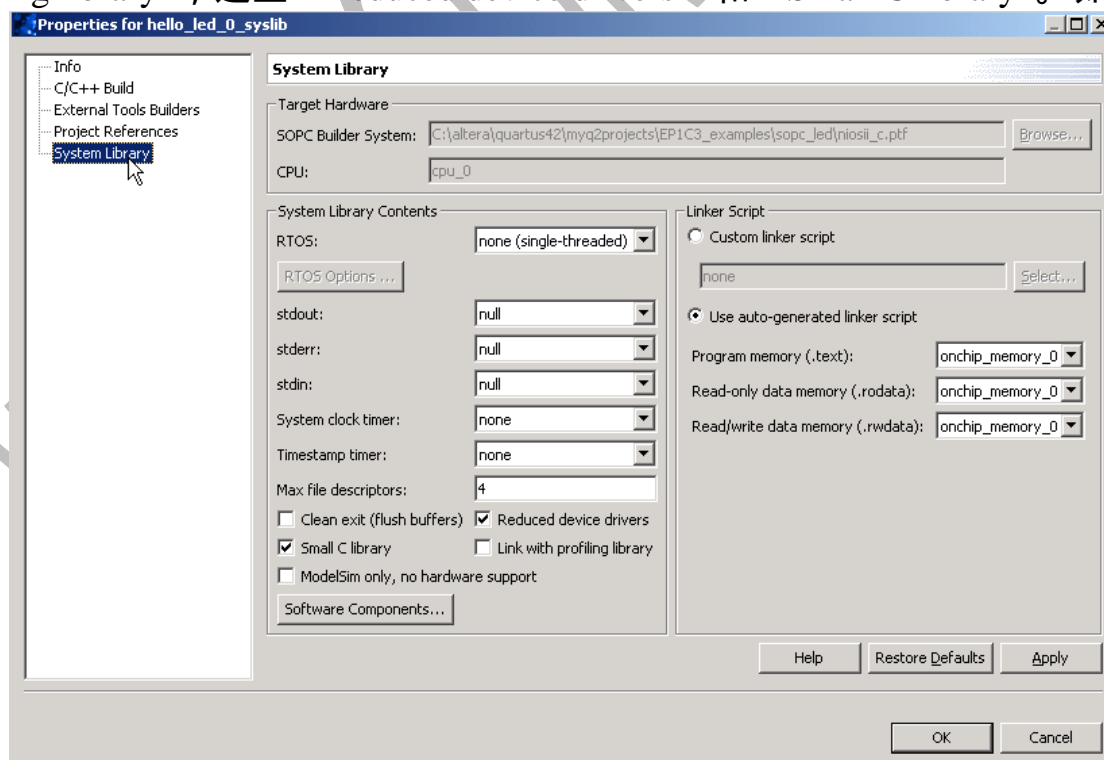 Properties for hello_led_0_syslib
Info
C/C++ Build
External Tools Builders
Project References
System Library
System Library
Target Hardware
SOPC Builder System: C:\altera\quartus42\myq2projects\EP1C3_examples\sopc_led\niosii_c.ptf Browse...
CPU: cpu_0
System Library Contents
RTOS: none (single-threaded)
RTOS Options ...
stdout: null
stderr: null
stdin: null
System clock timer: none
Timestamp timer: none
Max file descriptors: 4
Clean exit (flush buffers) Reduced device drivers
Small C library Link with profiling library
ModelSim only, no hardware support
Software Components...
Linker Script
Custom linker script
none Select...
Use auto-generated linker script
Program memory (.text): onchip_memory_0
Read-only data memory (.rodata): onchip_memory_0
Read/write data memory (.rwdata): onchip_memory_0
Help Restore Defaults Apply
OK Cancel